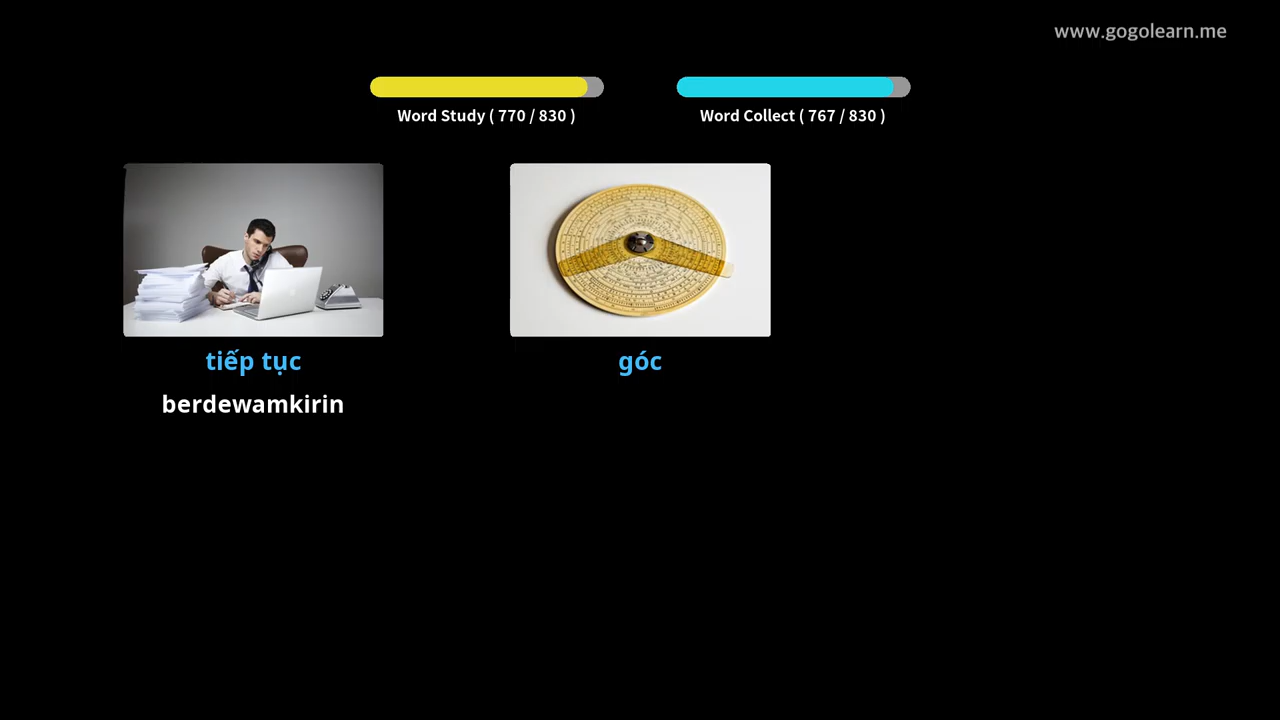 www.gogolearn.me
Word Study ( 770 / 830 )
Word Collect ( 767 / 830 )
tiếp tục
góc
berdewamkirin